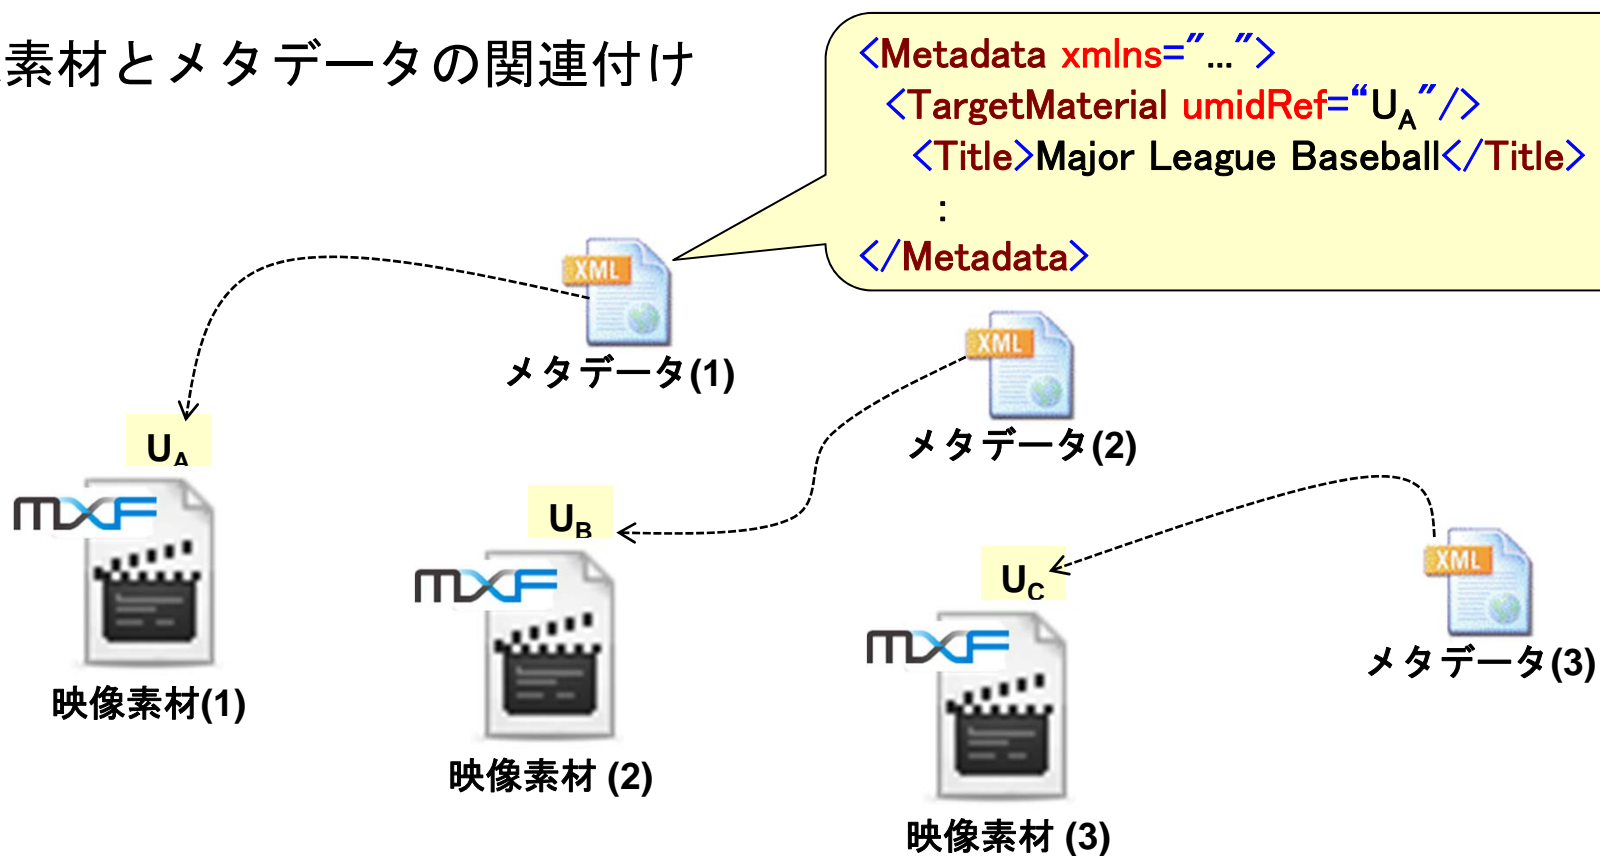 素材とメタデータの関連付け
<Metadata xmlns="...">
<TargetMaterial umidRef=“UA"/>
<Title>Major League Baseball</Title>
:
</Metadata>
XML
メタデータ(1)
XML
メタデータ(2)
UA
mxf
映像素材(1)
UB
mxf
映像素材 (2)
UC
mxf
映像素材 (3)
XML
メタデータ(3)